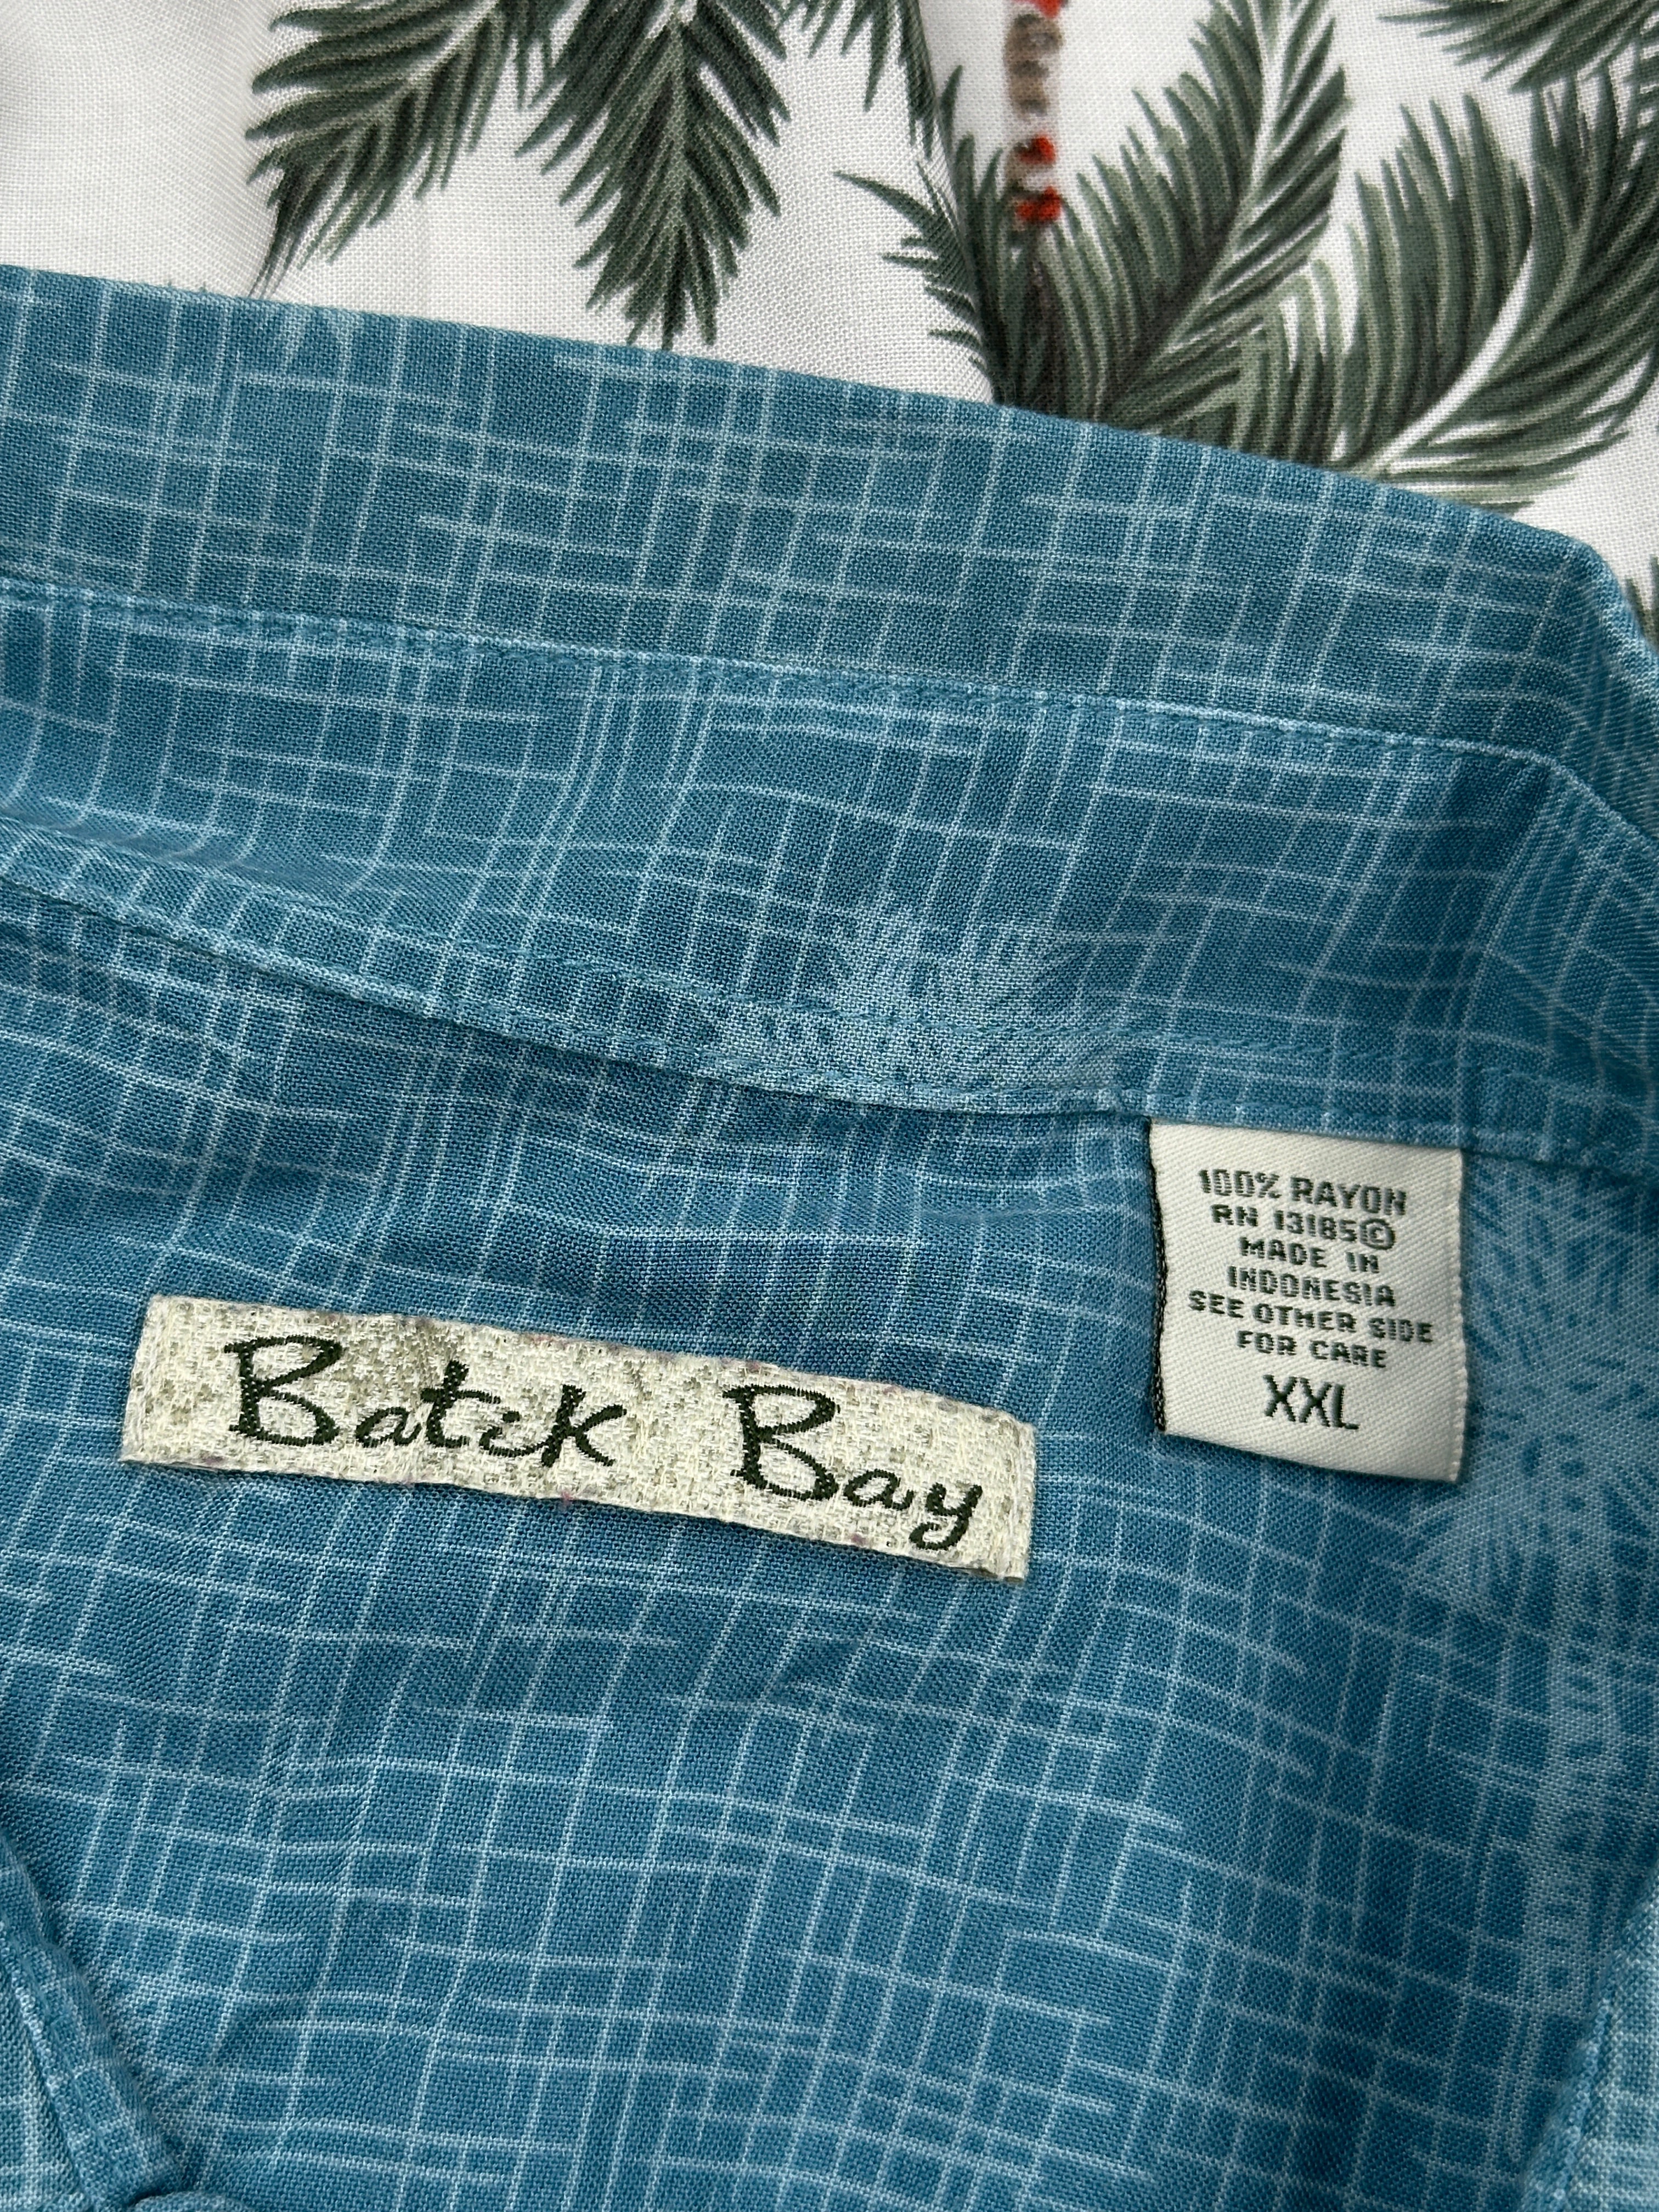 Batik Bay
100% RAYON
RN 13185©
MADE IN
INDONESIA
SEE OTHER SIDE
FOR CARE
XXL